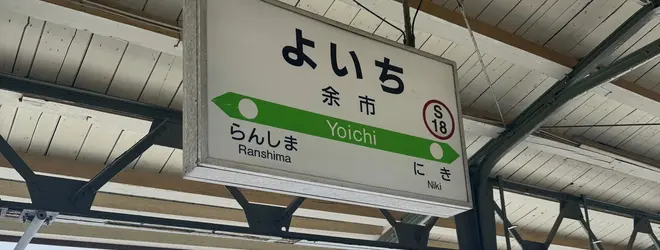 よいち
余市
S
18
Yoichi
らんしま
Ranshima
にき
Niki